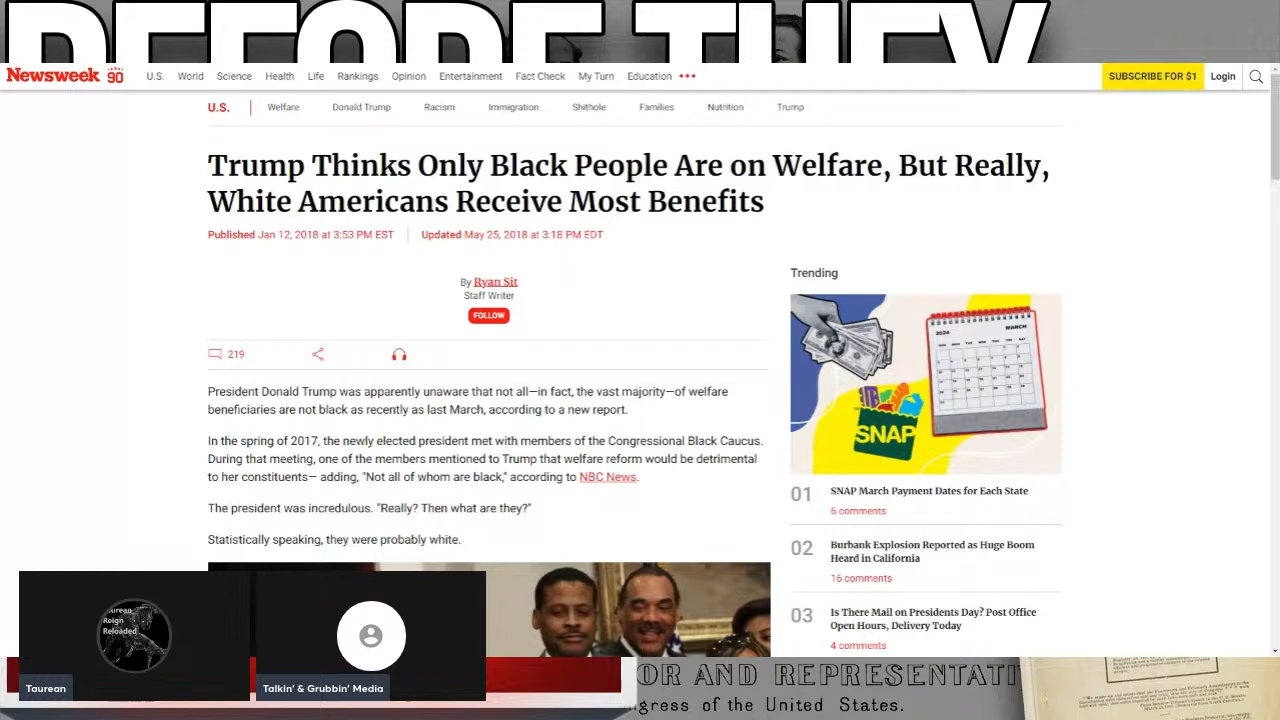 BEFORE THEY
Newsweek 90
U.S. World Science Health Life Rankings Opinion Entertainment Fact Check My Turn Education
SUBSCRIBE FOR $1 Login
U.S. Welfare Donald Trump Racism Immigration Shithole Families Nutrition Trump
Trump Thinks Only Black People Are on Welfare, But Really,
White Americans Receive Most Benefits
Published Jan 12, 2018 at 3:53 PM EST Updated May 25, 2018 at 3:18 PM EDT
By Ryan Sit
Staff Writer
FOLLOW
219
President Donald Trump was apparently unaware that not all—in fact, the vast majority—of welfare
beneficiaries are not black as recently as last March, according to a new report.
In the spring of 2017, the newly elected president met with members of the Congressional Black Caucus.
During that meeting, one of the members mentioned to Trump that welfare reform would be detrimental
to her constituents— adding, "Not all of whom are black," according to NBC News.
The president was incredulous. "Really? Then what are they?"
Statistically speaking, they were probably white.
Trending
2024
MARCH
SNAP
01 SNAP March Payment Dates for Each State
6 comments
02 Burbank Explosion Reported as Huge Boom
Heard in California
16 comments
03 Is There Mail on Presidents Day? Post Office
Open Hours, Delivery Today
4 comments
Reign
Reloaded
Taurean
Talkin' & Grubbin' Media
OR AND REPRESENTATI
gress of the United States.